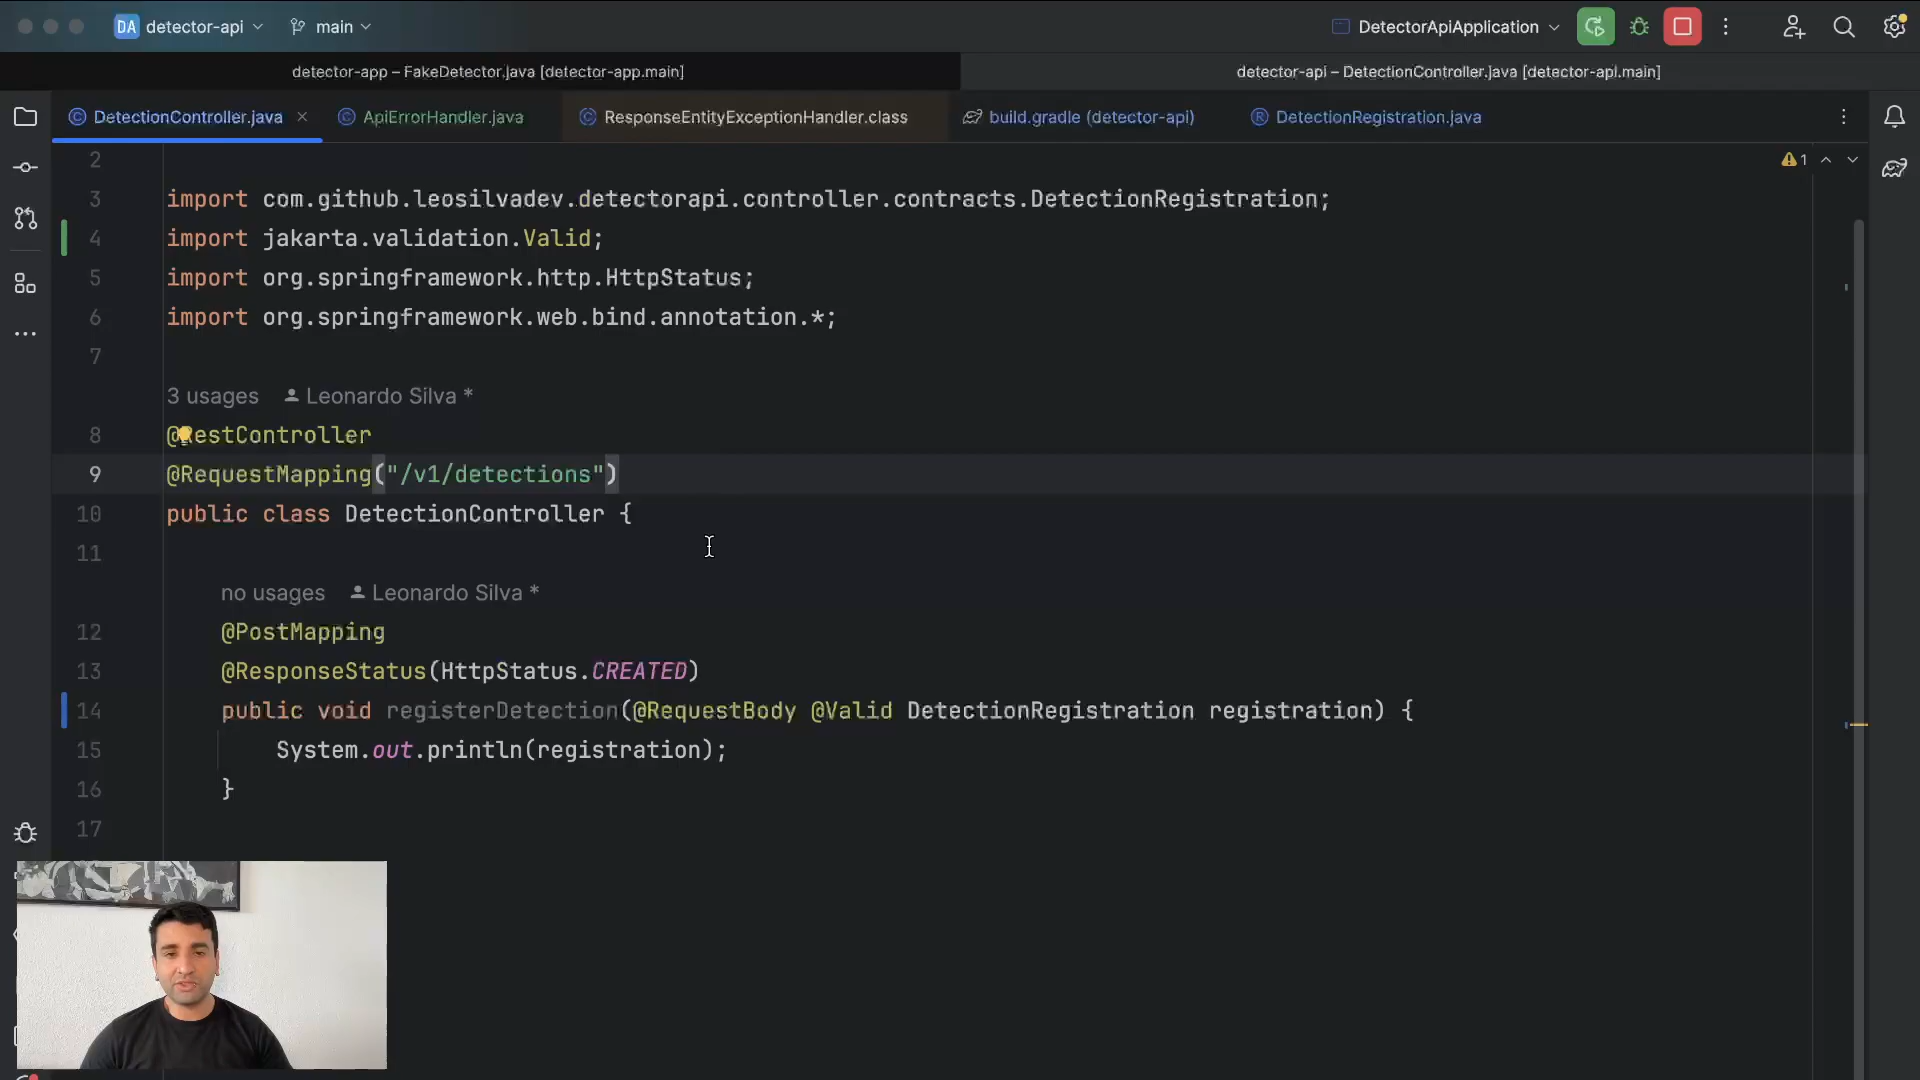 DA detector-api main DetectorApiApplication
detector-app – FakeDetector.java [detector-app.main] detector-api – DetectionController.java [detector-api.main]
DetectionController.java ApiErrorHandler.java ResponseEntityExceptionHandler.class build.gradle (detector-api) DetectionRegistration.java
2 1
3 import com.github.leosilvadev.detectorapi.controller.contracts.DetectionRegistration;
4 import jakarta.validation.Valid;
5 import org.springframework.http.HttpStatus;
6 import org.springframework.web.bind.annotation.*;
7
3 usages Leonardo Silva *
8 @RestController
9 @RequestMapping("/v1/detections")
10 public class DetectionController {
11
no usages Leonardo Silva *
12 @PostMapping
13 @ResponseStatus(HttpStatus.CREATED)
14 public void registerDetection(@RequestBody @Valid DetectionRegistration registration) {
15 System.out.println(registration);
16 }
17